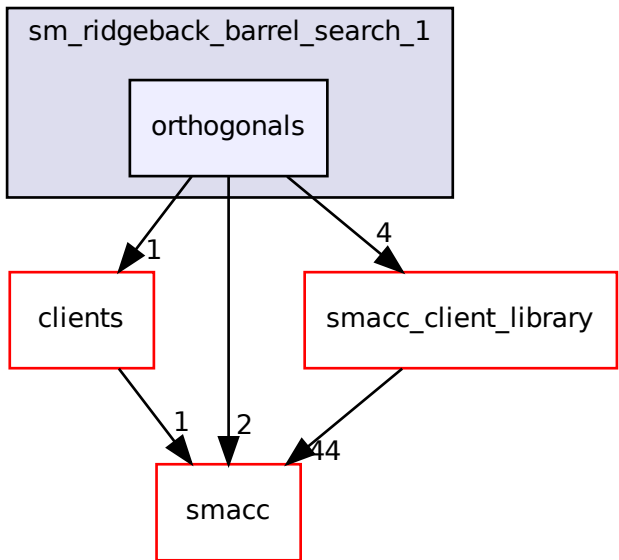 sm_ridgeback_barrel_search_1
orthogonals
1
4
clients
smacc_client_library
1
2
44
smacc